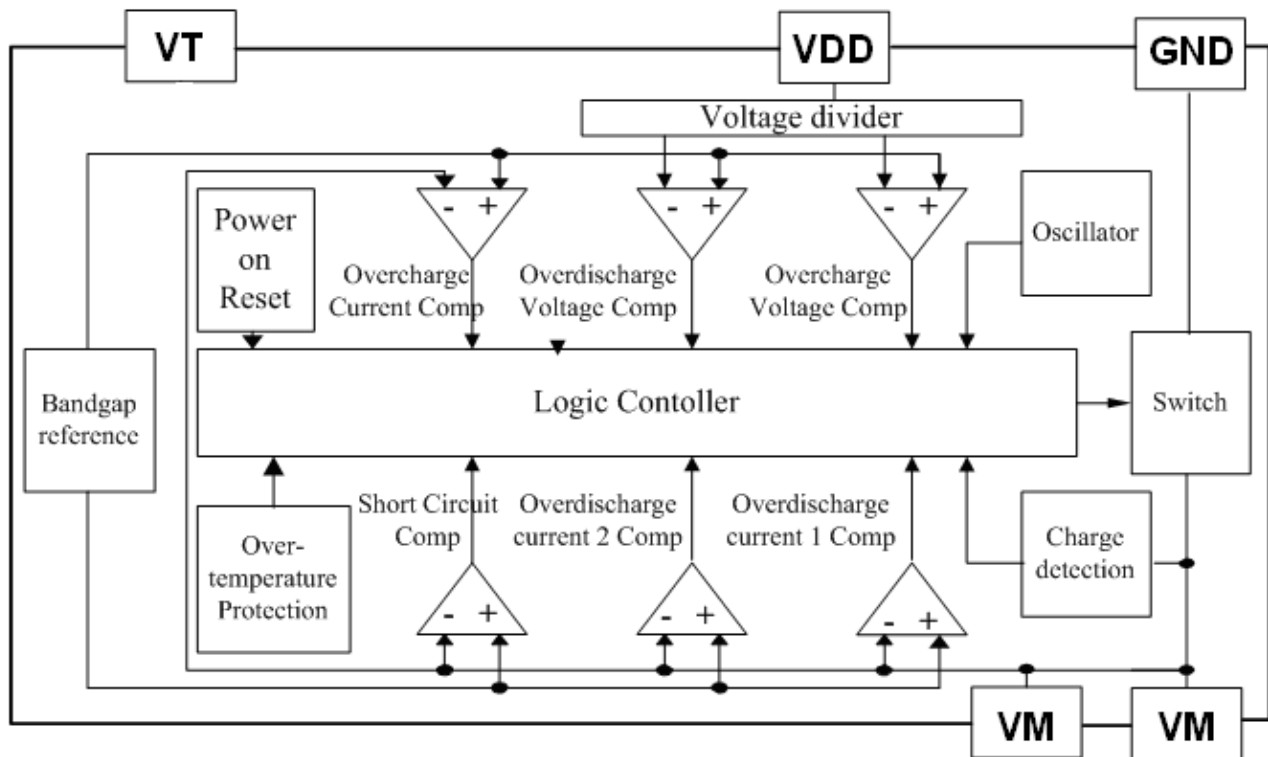 VT
VDD
GND
Voltage divider
- +
- +
- +
Power
on
Reset
Oscillator
Overcharge
Current Comp
Overdischarge
Voltage Comp
Overcharge
Voltage Comp
Bandgap
reference
Logic Contoller
Switch
Short Circuit
Comp
Overdischarge
current 2 Comp
Overdischarge
current 1 Comp
Over-
temperature
Protection
Charge
detection
- +
- +
- +
VM
VM